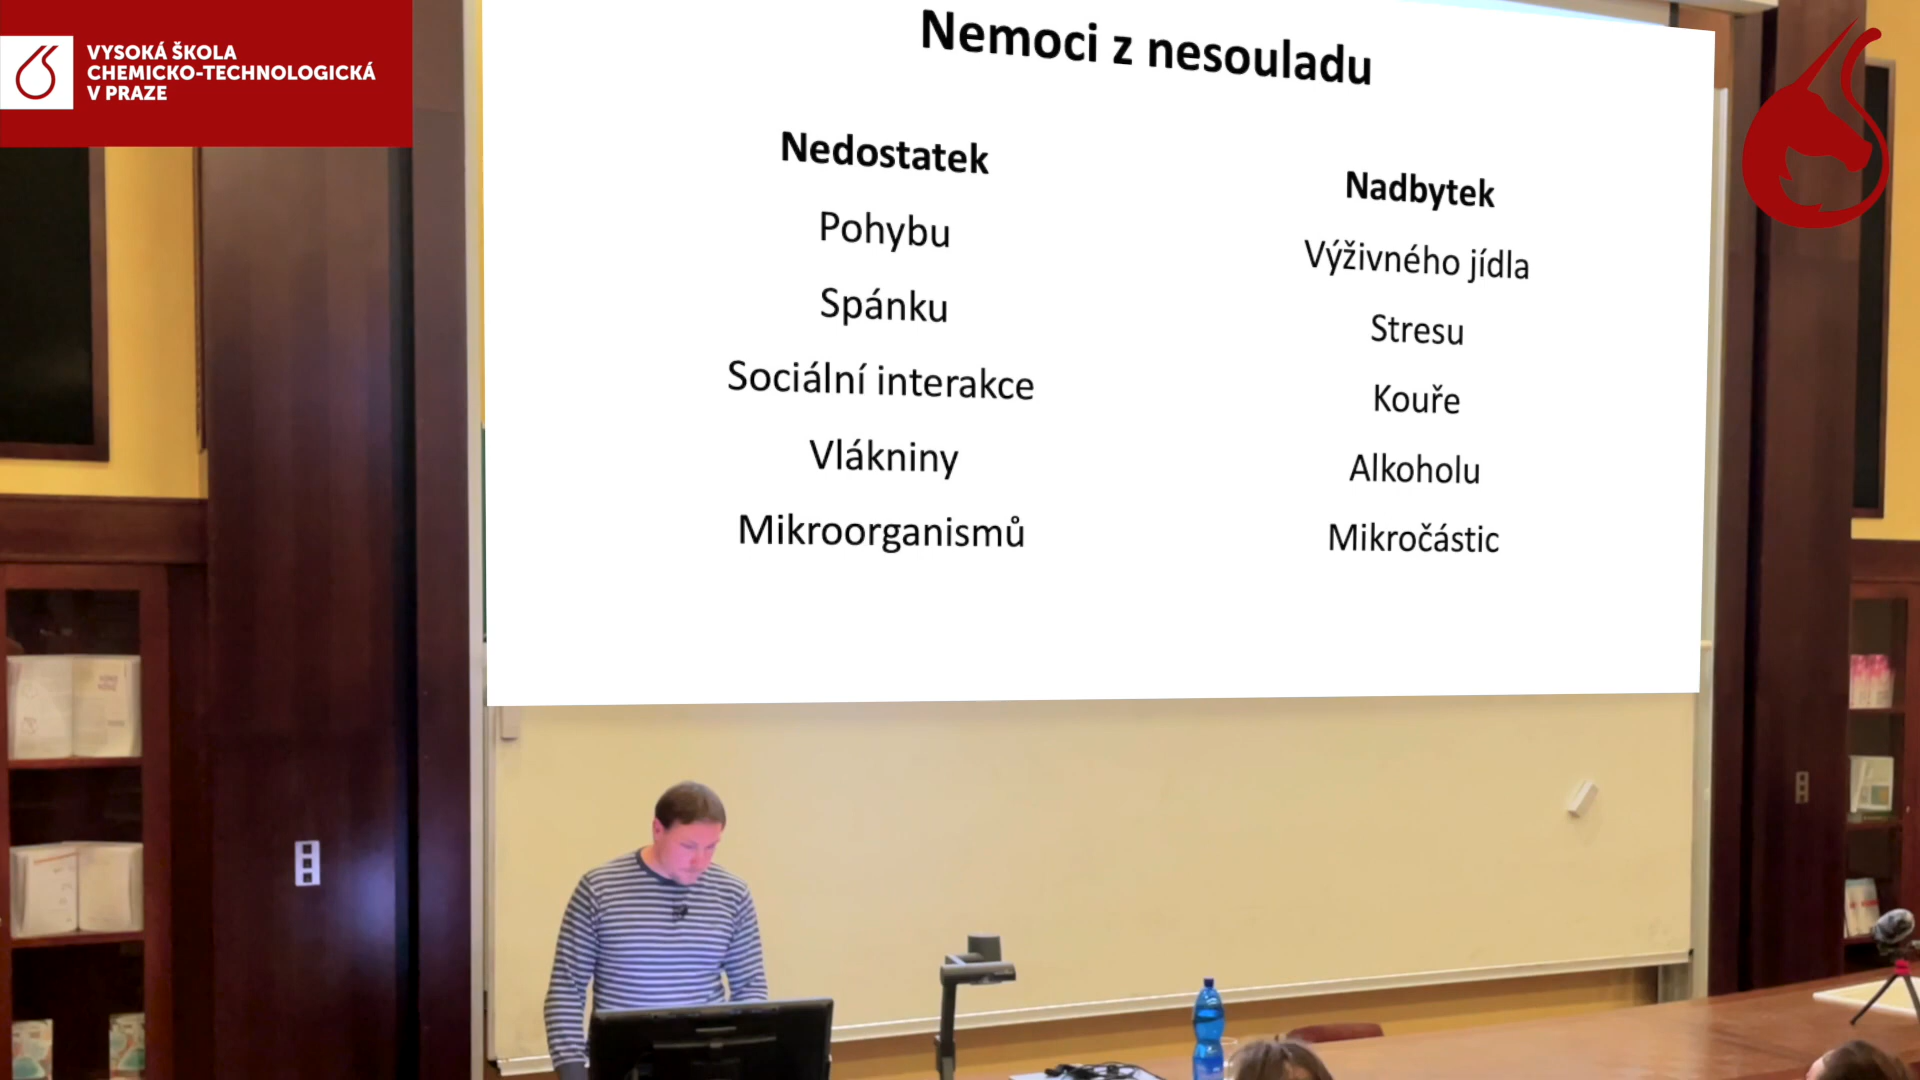 VYSOKÁ ŠKOLA
CHEMICKO-TECHNOLOGICKÁ
V PRAZE
Nemoci z nesouladu
Nedostatek
Pohybu
Spánku
Sociální interakce
Vlákniny
Mikroorganismů
Nadbytek
Výživného jídla
Stresu
Kouře
Alkoholu
Mikročástic